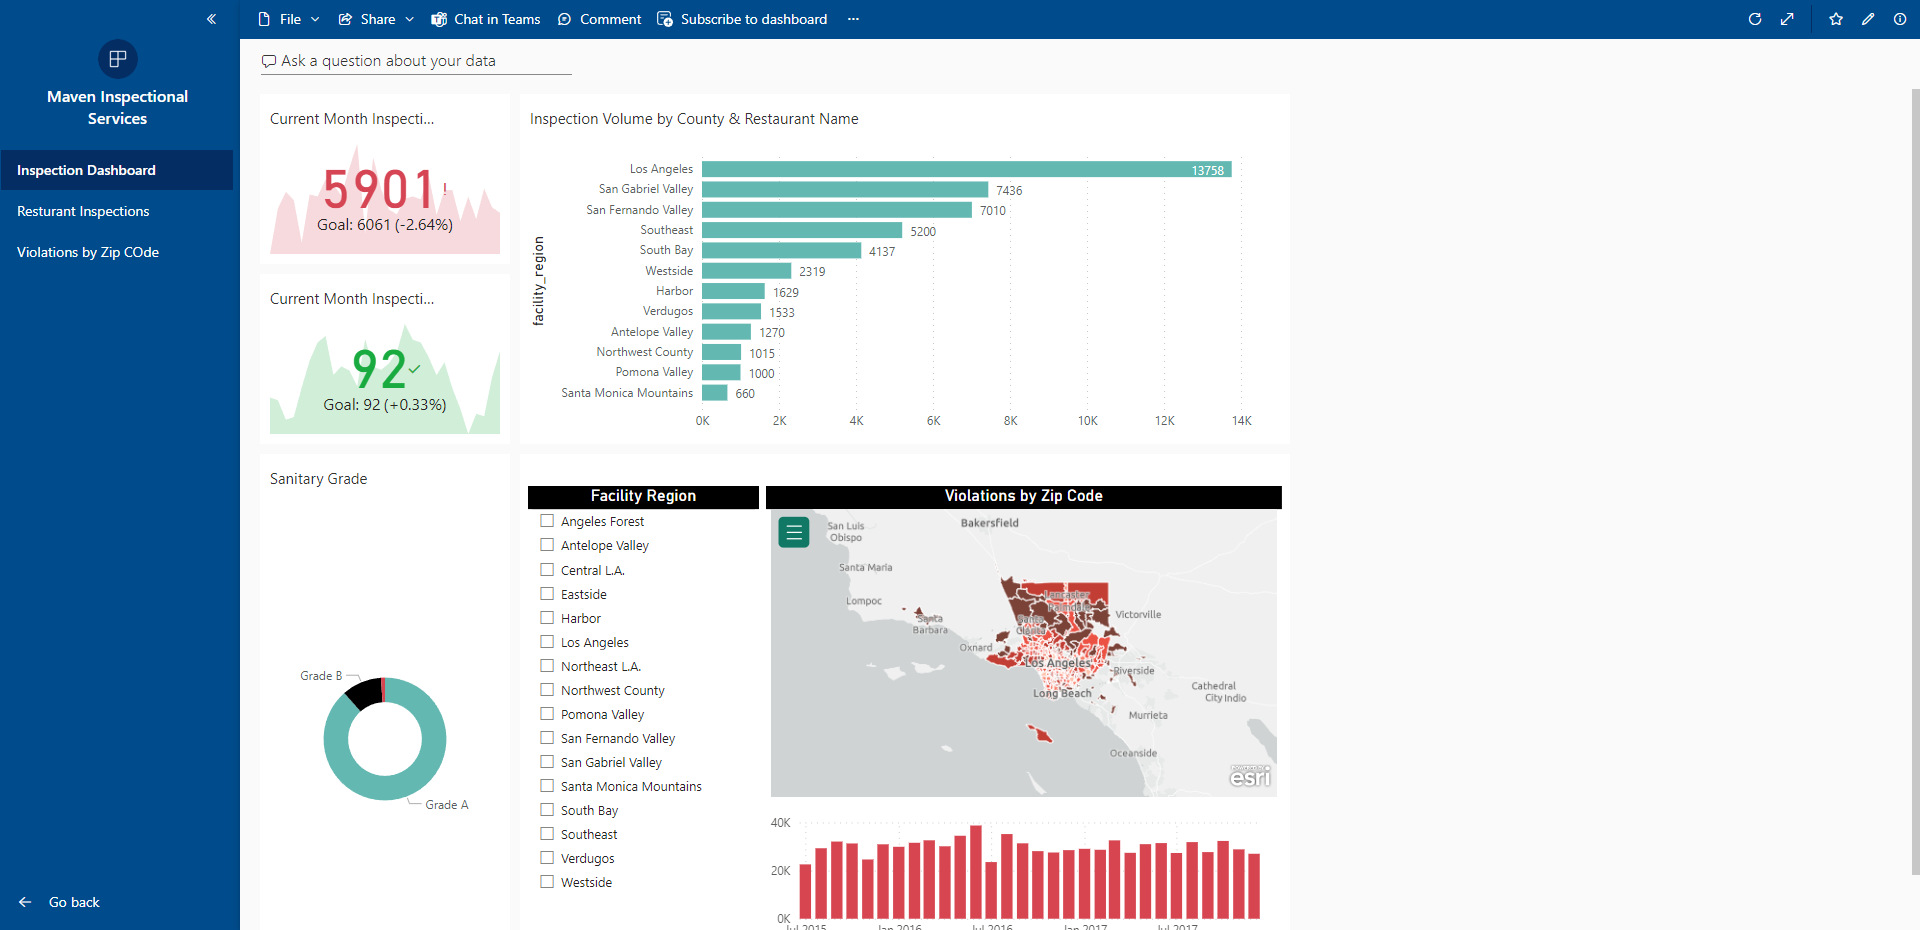 File
Share
Chat in Teams
Comment
Subscribe to dashboard
Maven Inspectional
Services
Inspection Dashboard
Resturant Inspections
Violations by Zip COde
Go back
Ask a question about your data
Current Month Inspecti...
5901!
Goal: 6061 (-2.64%)
Current Month Inspecti...
92
Goal: 92 (+0.33%)
Inspection Volume by County & Restaurant Name
facility_region
Los Angeles 13758
San Gabriel Valley 7436
San Fernando Valley 7010
Southeast 5200
South Bay 4137
Westside 2319
Harbor 1629
Verdugos 1533
Antelope Valley 1270
Northwest County 1015
Pomona Valley 1000
Santa Monica Mountains 660
0K 2K 4K 6K 8K 10K 12K 14K
Sanitary Grade
Grade B
Grade A
Facility Region
Angeles Forest
Antelope Valley
Central L.A.
Eastside
Harbor
Los Angeles
Northeast L.A.
Northwest County
Pomona Valley
San Fernando Valley
San Gabriel Valley
Santa Monica Mountains
South Bay
Southeast
Verdugos
Westside
Violations by Zip Code
San Luis
Obispo
Bakersfield
Santa Maria
Lompoc
Santa
Barbara
Lancaster
Palmdale
Santa
Clarita
Victorville
Oxnard
Los Angeles
Riverside
Long Beach
Cathedral
City Indio
Murrieta
Oceanside
POWERED BY
esri
40K
20K
0K
Jul 2015 Jan 2016 Jul 2016 Jan 2017 Jul 2017